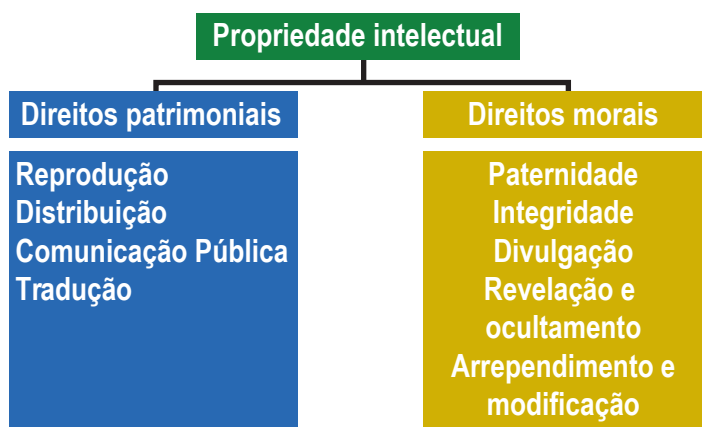 Propriedade intelectual
Direitos patrimoniais
Reprodução
Distribuição
Comunicação Pública
Tradução
Direitos morais
Paternidade
Integridade
Divulgação
Revelação e
ocultamento
Arrependimento e
modificação